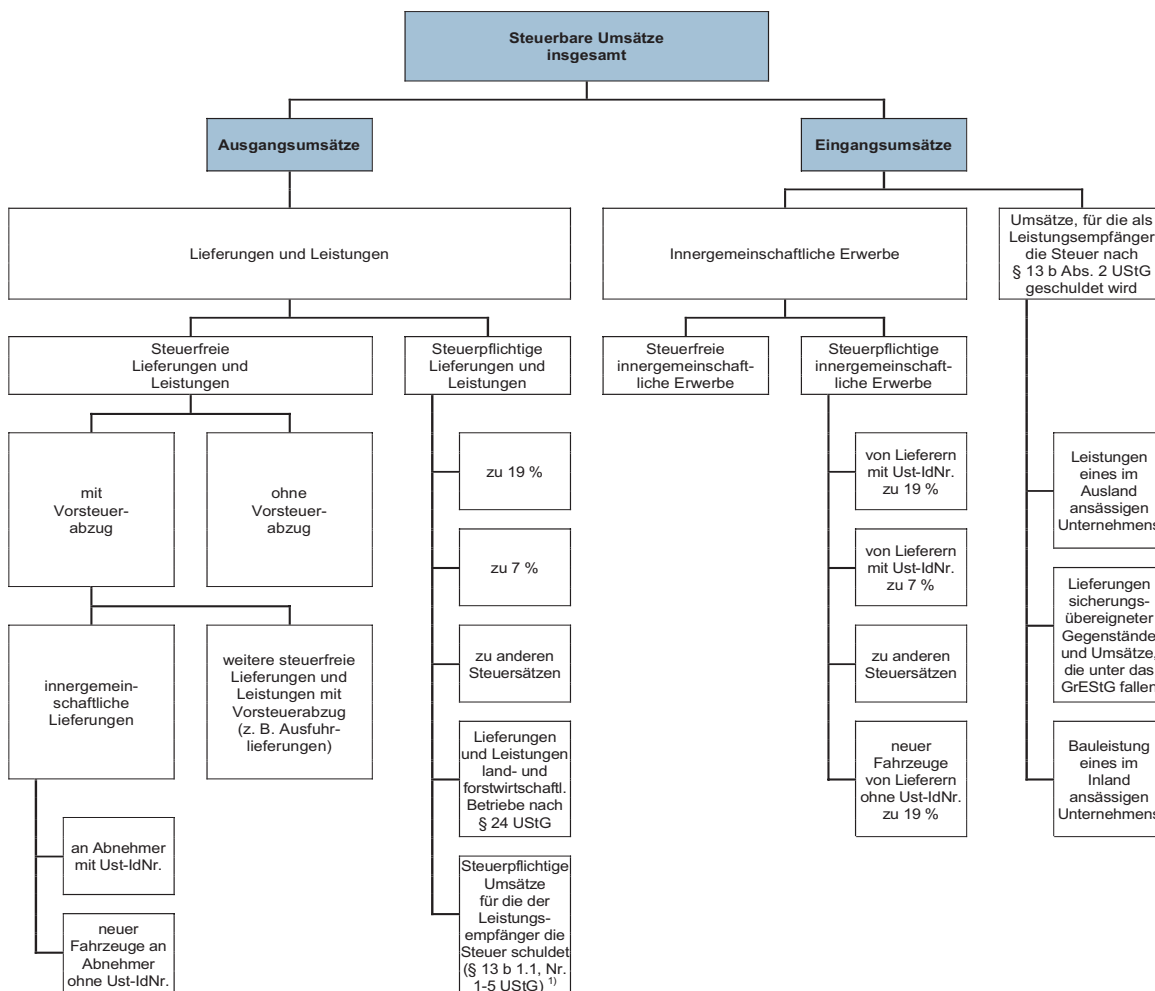 Steuerbare Umsätze
insgesamt
Ausgangsumsätze
Eingangsumsätze
Lieferungen und Leistungen
Innergemeinschaftliche Erwerbe
Umsätze, für die als
Leistungsempfänger
die Steuer nach
§ 13 b Abs. 2 UStG
geschuldet wird
Steuerfreie
Lieferungen und
Leistungen
Steuerpflichtige
Lieferungen und
Leistungen
Steuerfreie
innergemeinschaft-
liche Erwerbe
Steuerpflichtige
innergemeinschaft-
liche Erwerbe
mit
Vorsteuer-
abzug
ohne
Vorsteuer-
abzug
zu 19 %
von Lieferern
mit Ust-IdNr.
zu 19 %
Leistungen
eines im
Ausland
ansässigen
Unternehmens
zu 7 %
von Lieferern
mit Ust-IdNr.
zu 7 %
Lieferungen
sicherungs-
übereigneter
Gegenstände
und Umsätze,
die unter das
GrEStG fallen
innergemein-
schaftliche
Lieferungen
weitere steuerfreie
Lieferungen und
Leistungen mit
Vorsteuerabzug
(z. B. Ausfuhr-
lieferungen)
zu anderen
Steuersätzen
zu anderen
Steuersätzen
Lieferungen
und Leistungen
land- und
forstwirtschaftl.
Betriebe nach
§ 24 UStG
neuer
Fahrzeuge
von Lieferern
ohne Ust-IdNr.
zu 19 %
Bauleistung
eines im
Inland
ansässigen
Unternehmens
an Abnehmer
mit Ust-IdNr.
Steuerpflichtige
Umsätze
für die der
Leistungs-
empfänger die
Steuer schuldet
(§ 13 b 1.1, Nr.
1-5 UStG) 1)
neuer
Fahrzeuge an
Abnehmer
ohne Ust-IdNr.